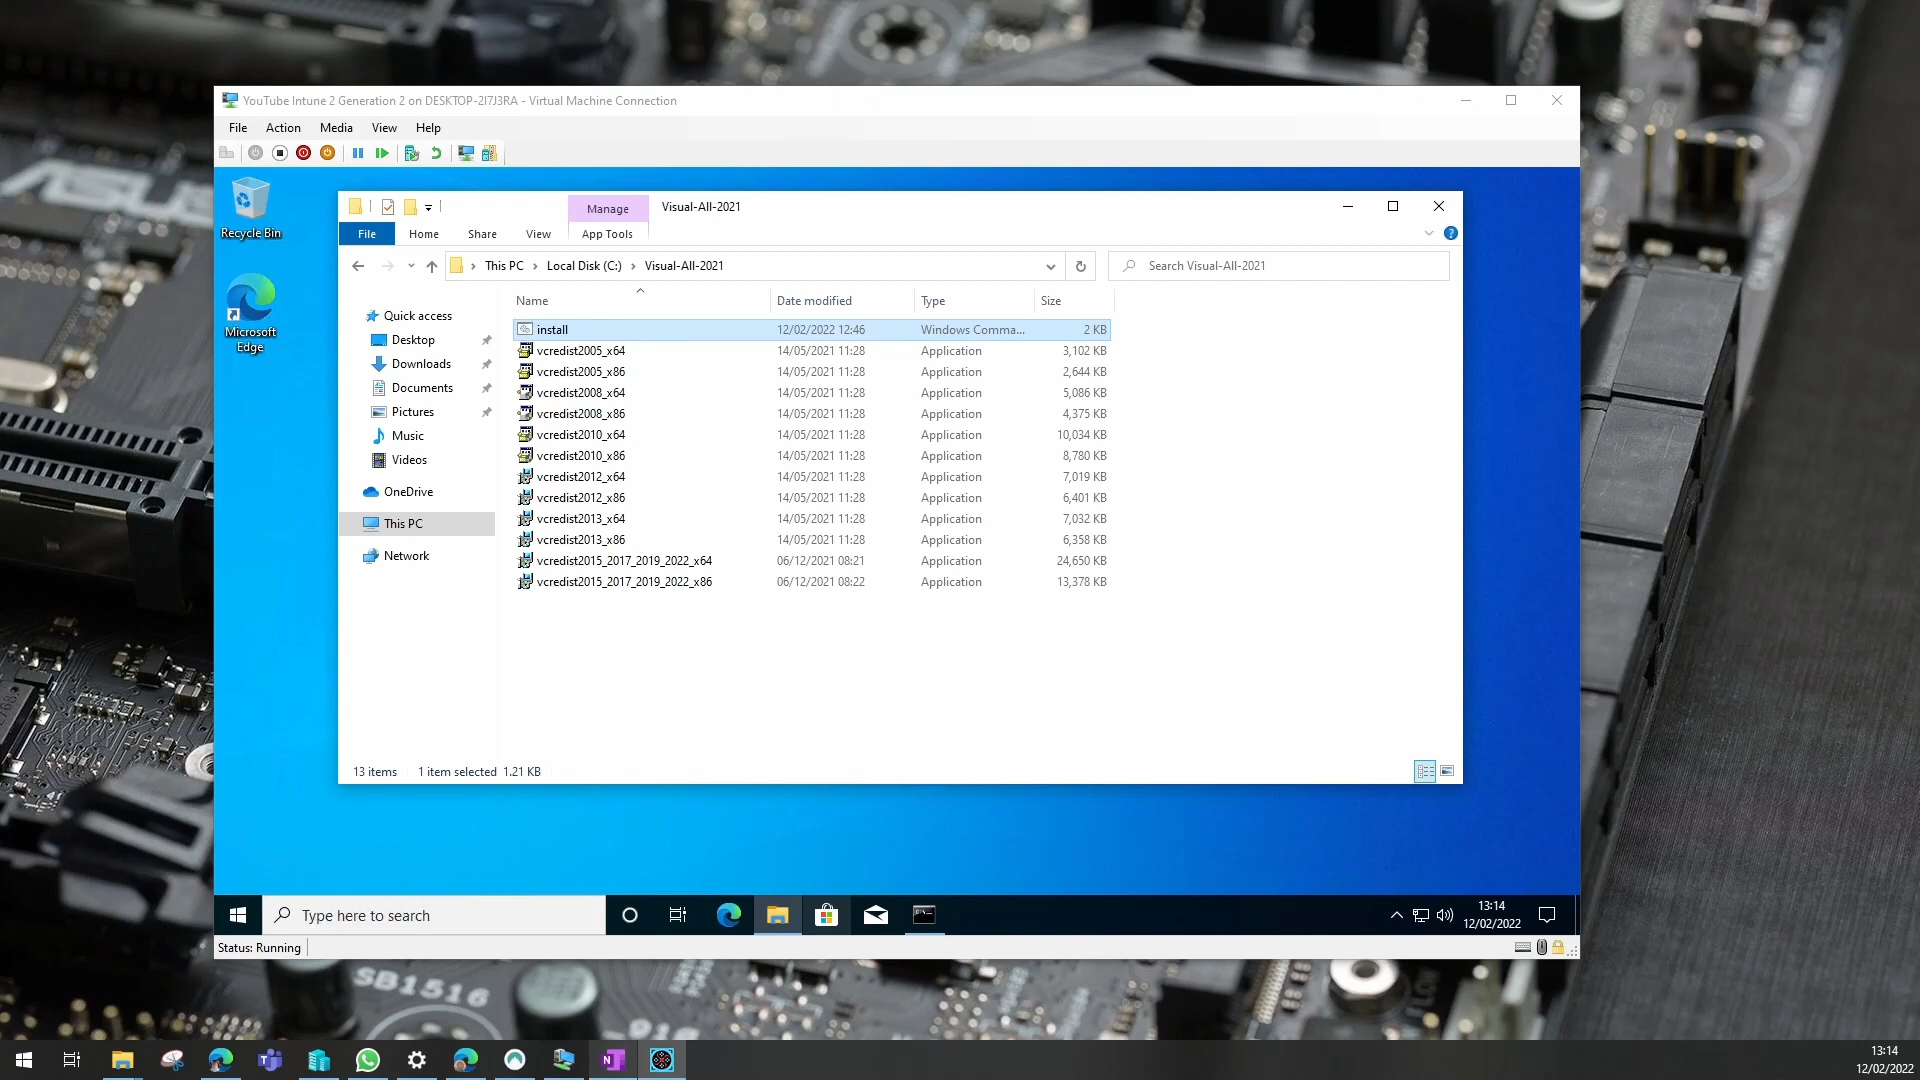 YouTube Intune 2 Generation 2 on DESKTOP-2I7J3RA - Virtual Machine Connection
File Action Media View Help
Recycle Bin
Microsoft
Edge
Manage Visual-All-2021
File Home Share View App Tools
This PC › Local Disk (C:) › Visual-All-2021
Search Visual-All-2021
Quick access
Desktop
Downloads
Documents
Pictures
Music
Videos
OneDrive
This PC
Network
Name Date modified Type Size
install 12/02/2022 12:46 Windows Comma... 2 KB
vcredist2005_x64 14/05/2021 11:28 Application 3,102 KB
vcredist2005_x86 14/05/2021 11:28 Application 2,644 KB
vcredist2008_x64 14/05/2021 11:28 Application 5,086 KB
vcredist2008_x86 14/05/2021 11:28 Application 4,375 KB
vcredist2010_x64 14/05/2021 11:28 Application 10,034 KB
vcredist2010_x86 14/05/2021 11:28 Application 8,780 KB
vcredist2012_x64 14/05/2021 11:28 Application 7,019 KB
vcredist2012_x86 14/05/2021 11:28 Application 6,401 KB
vcredist2013_x64 14/05/2021 11:28 Application 7,032 KB
vcredist2013_x86 14/05/2021 11:28 Application 6,358 KB
vcredist2015_2017_2019_2022_x64 06/12/2021 08:21 Application 24,650 KB
vcredist2015_2017_2019_2022_x86 06/12/2021 08:22 Application 13,378 KB
13 items 1 item selected 1.21 KB
Type here to search
13:14
12/02/2022
Status: Running
ASUS
SB1516
13:14
12/02/2022